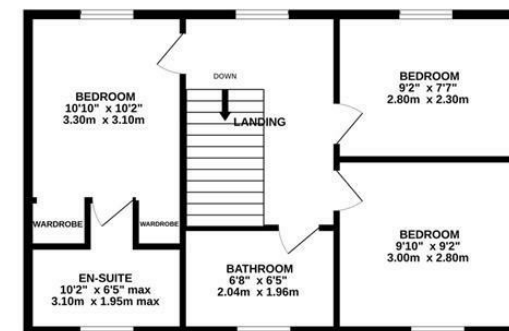 BEDROOM
10'10" x 10'2"
3.30m x 3.10m
DOWN
LANDING
BEDROOM
9'2" x 7'7"
2.80m x 2.30m
WARDROBE
WARDROBE
EN-SUITE
10'2" x 6'5" max
3.10m x 1.95m max
BATHROOM
6'8" x 6'5"
2.04m x 1.96m
BEDROOM
9'10" x 9'2"
3.00m x 2.80m